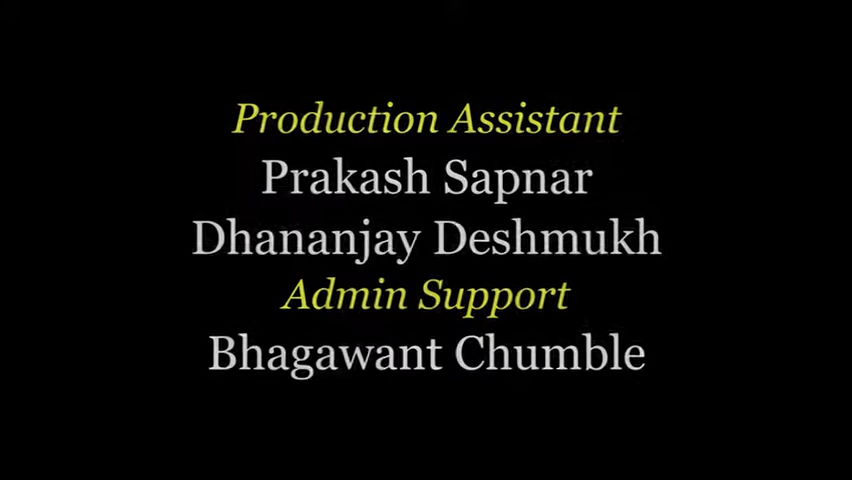 Production Assistant
Prakash Sapnar
Dhananjay Deshmukh
Admin Support
Bhagawant Chumble